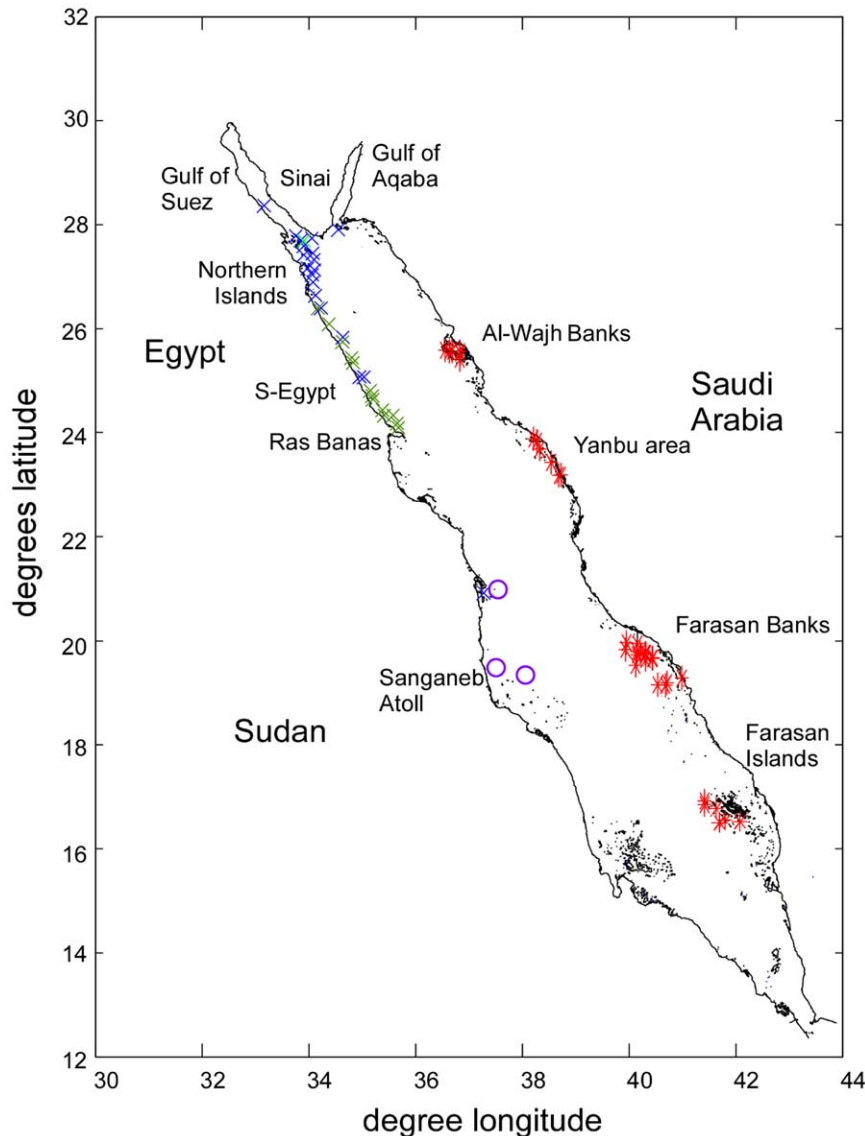 32
30
28
26
24
22
20
18
16
14
12
degrees latitude
Gulf of
Suez
Sinai
Gulf of
Aqaba
Northern
Islands
Egypt
Al-Wajh Banks
S-Egypt
Saudi
Arabia
Ras Banas
Yanbu area
Farasan Banks
Sanganeb
Atoll
Sudan
Farasan
Islands
30
32
34
36
38
40
42
44
degree longitude